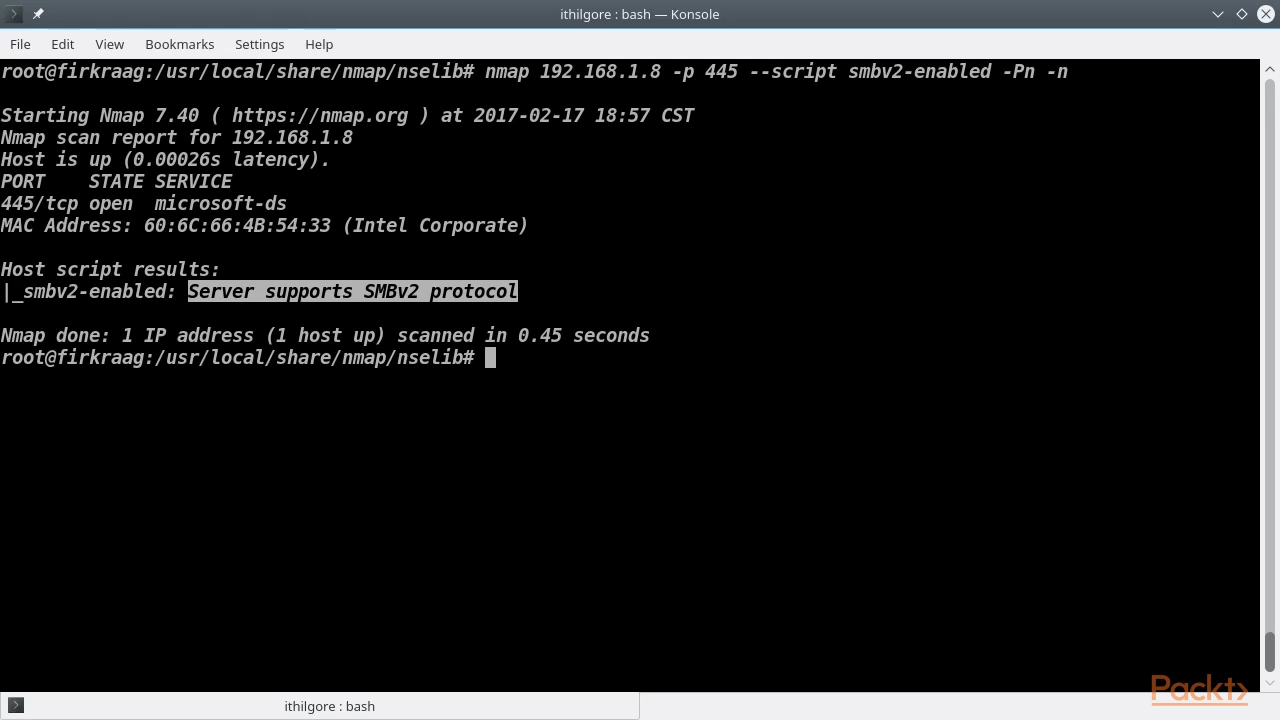 ithilgore : bash — Konsole
File Edit View Bookmarks Settings Help
root@firkraag:/usr/local/share/nmap/nselib# nmap 192.168.1.8 -p 445 --script smbv2-enabled -Pn -n
Starting Nmap 7.40 ( https://nmap.org ) at 2017-02-17 18:57 CST
Nmap scan report for 192.168.1.8
Host is up (0.00026s latency).
PORT    STATE SERVICE
445/tcp open  microsoft-ds
MAC Address: 60:6C:66:4B:54:33 (Intel Corporate)
Host script results:
|_smbv2-enabled: Server supports SMBv2 protocol
Nmap done: 1 IP address (1 host up) scanned in 0.45 seconds
root@firkraag:/usr/local/share/nmap/nselib#
Packt>
ithilgore : bash